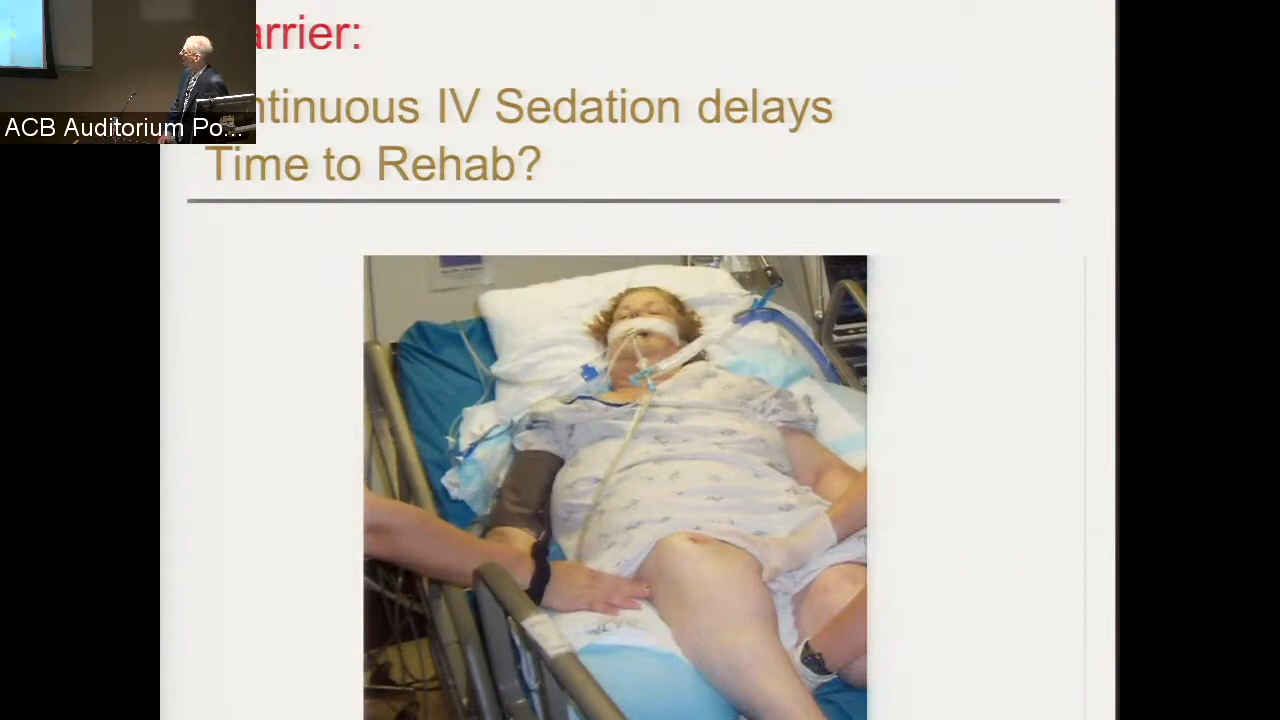 arrier:
ntinuous IV Sedation delays
Time to Rehab?
ACB Auditorium Po...